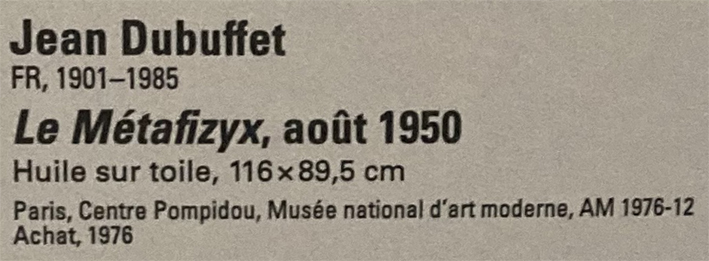 Jean Dubuffet
FR, 1901–1985
Le Métafizyx, août 1950
Huile sur toile, 116×89,5 cm
Paris, Centre Pompidou, Musée national d'art moderne, AM 1976-12
Achat, 1976